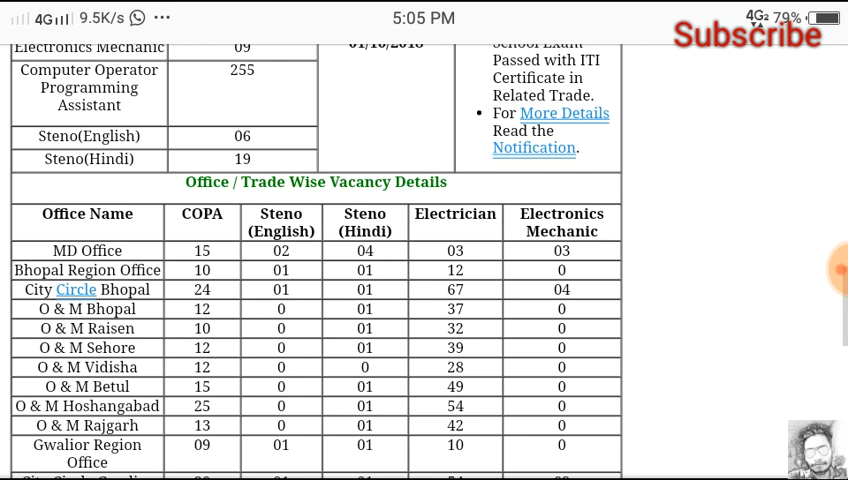 4G 9.5K/s ••• 5:05 PM 4G2 79%
Subscribe
Electronics Mechanic 09 01/10/2018 School Exam
Passed with ITI
Certificate in
Related Trade.
Computer Operator 255
Programming
Assistant
• For More Details
Read the
Notification.
Steno(English) 06
Steno(Hindi) 19
Office / Trade Wise Vacancy Details
Office Name COPA Steno (English) Steno (Hindi) Electrician Electronics Mechanic
MD Office 15 02 04 03 03
Bhopal Region Office 10 01 01 12 0
City Circle Bhopal 24 01 01 67 04
O & M Bhopal 12 0 01 37 0
O & M Raisen 10 0 01 32 0
O & M Sehore 12 0 01 39 0
O & M Vidisha 12 0 0 28 0
O & M Betul 15 0 01 49 0
O & M Hoshangabad 25 0 01 54 0
O & M Rajgarh 13 0 01 42 0
Gwalior Region Office 09 01 01 10 0